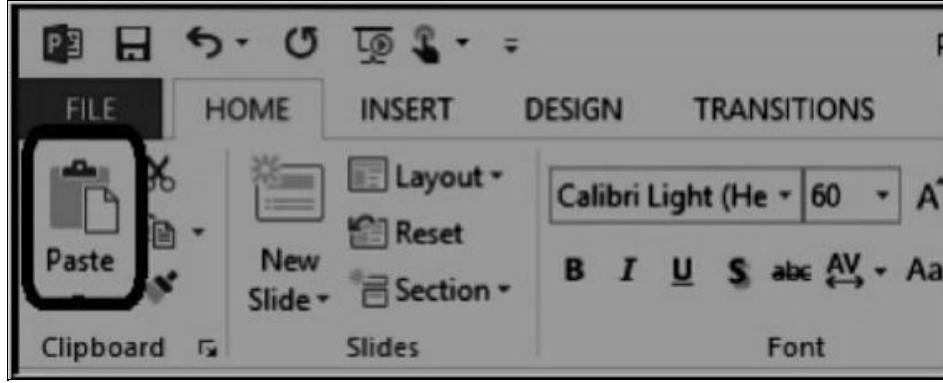 FILE HOME INSERT DESIGN TRANSITIONS
Paste
New
Slide
Layout
Reset
Section
Calibri Light (He 60
B I U S abc AV Aa
Clipboard Slides Font